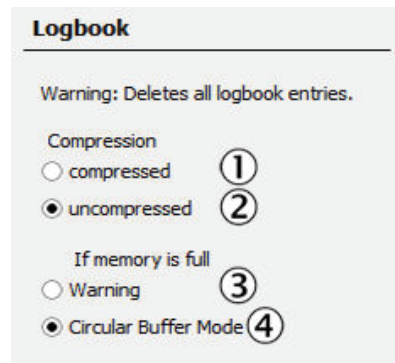 Logbook
Warning: Deletes all logbook entries.
Compression
compressed ①
uncompressed ②
If memory is full
Warning ③
Circular Buffer Mode ④